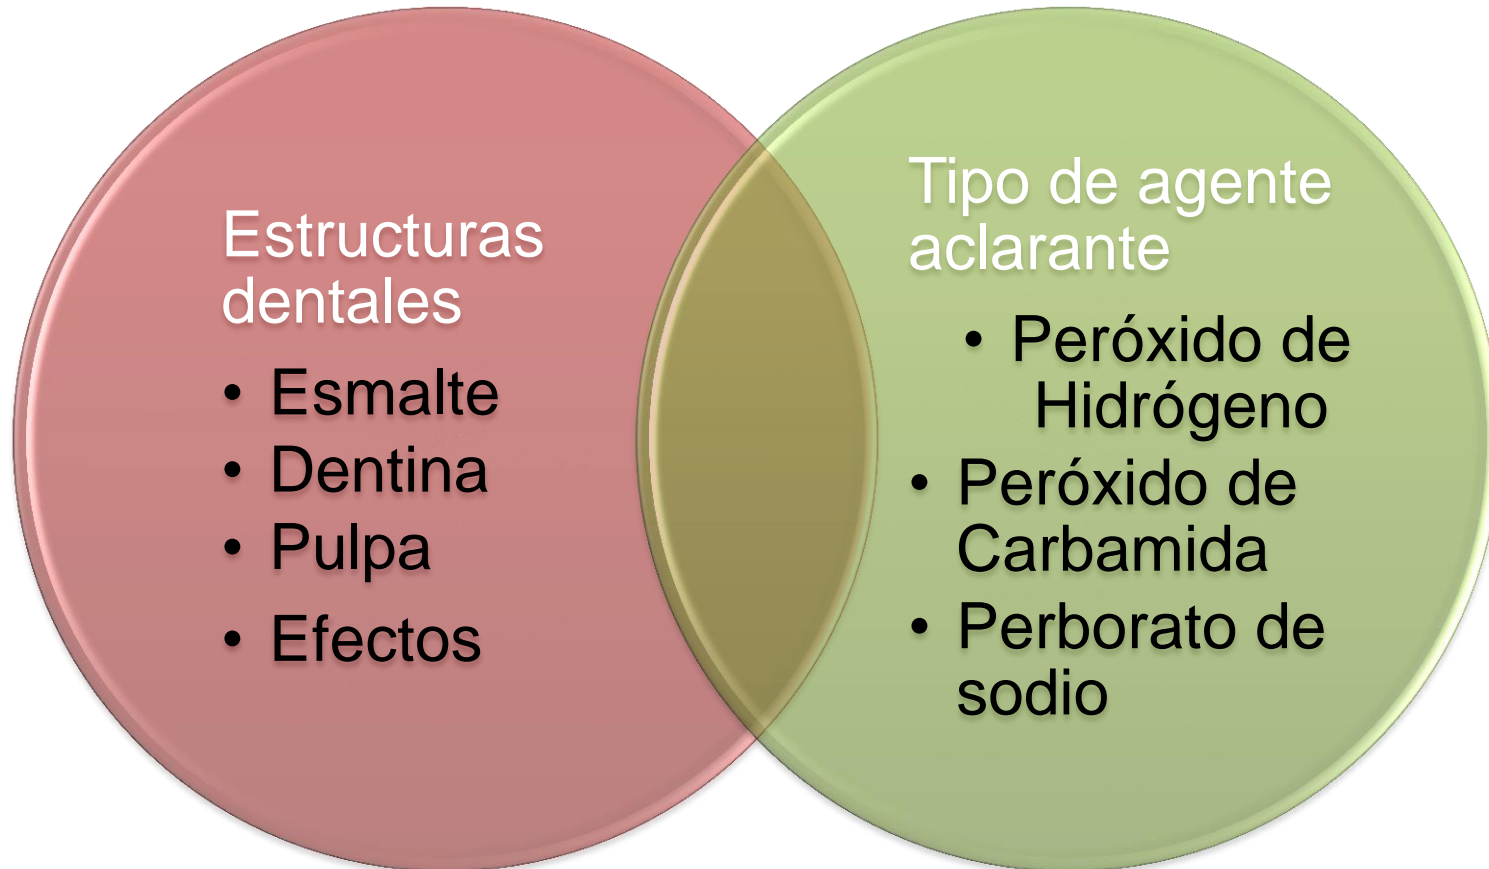 Estructuras
dentales
• Esmalte
• Dentina
• Pulpa
• Efectos
Tipo de agente
aclarante
• Peróxido de
Hidrógeno
• Peróxido de
Carbamida
• Perborato de
sodio